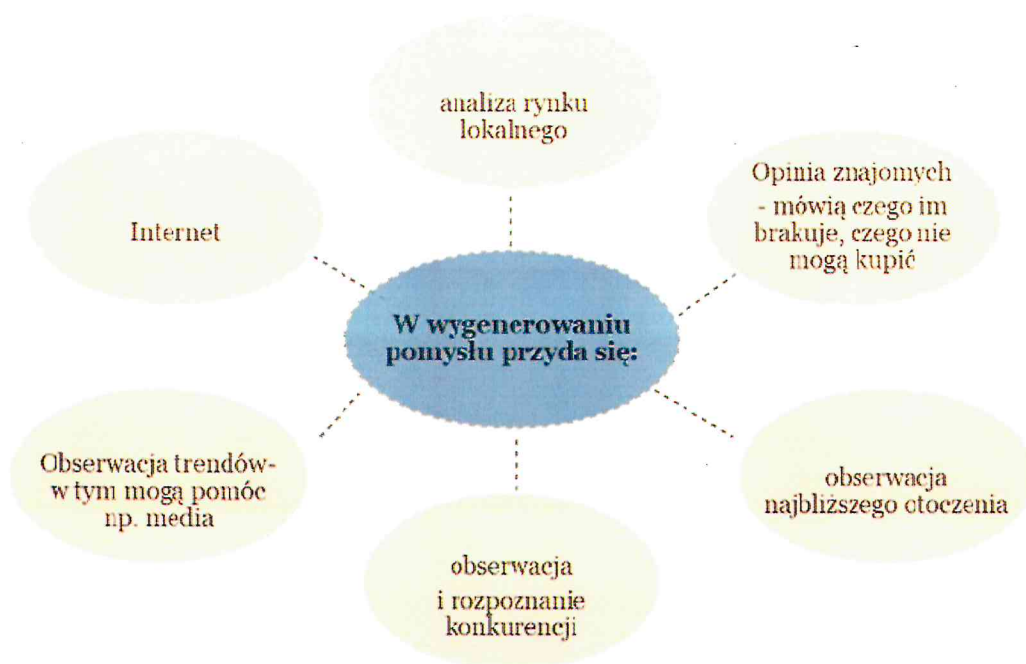 analiza rynku
lokalnego
Opinia znajomych
- mówią czego im
brakuje, czego nie
mogą kupić
Internet
W wygenerowaniu
pomysłu przyda się:
Obserwacja trendów-
w tym mogą pomóc
np. media
obserwacja
najbliższego otoczenia
obserwacja
i rozpoznanie
konkurencji